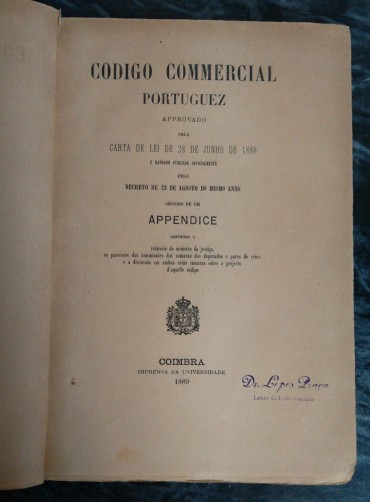 CODIGO COMMERCIAL
PORTUGUEZ
APPROVADO
PELA
CARTA DE LEI DE 28 DE JUNHO DE 1888
E MANDADO PUBLICAR OFFICIALMENTE
PELO
DECRETO DE 23 DE AGOSTO DO MESMO ANNO
SEGUIDO DE UM
APPENDICE
CONTENDO O
relatorio do ministro da justiça,
os pareceres das commissões das camaras dos deputados e pares do reino
e a discussão em ambas estas camaras sobre o projecto
d'aquelle codigo
COIMBRA
IMPRENSA DA UNIVERSIDADE
1889
Dr. Lopes Praça
Lente da Universidade